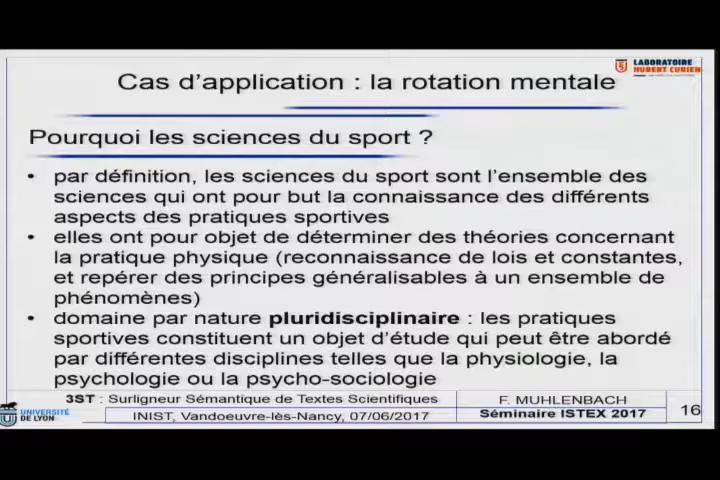 LABORATOIRE
HUBERT CURIEN
Cas d'application : la rotation mentale
Pourquoi les sciences du sport ?
• par définition, les sciences du sport sont l'ensemble des
sciences qui ont pour but la connaissance des différents
aspects des pratiques sportives
• elles ont pour objet de déterminer des théories concernant
la pratique physique (reconnaissance de lois et constantes,
et repérer des principes généralisables à un ensemble de
phénomènes)
• domaine par nature pluridisciplinaire : les pratiques
sportives constituent un objet d'étude qui peut être abordé
par différentes disciplines telles que la physiologie, la
psychologie ou la psycho-sociologie
UNIVERSITÉ
DE LYON
3ST : Surligneur Sémantique de Textes Scientifiques
INIST, Vandoeuvre-lès-Nancy, 07/06/2017
F. MUHLENBACH
Séminaire ISTEX 2017
16